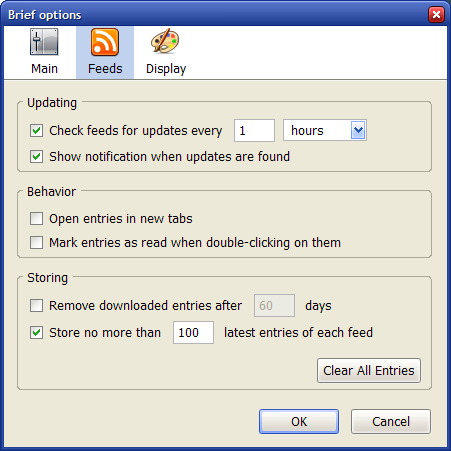 Brief options
Main Feeds Display
Updating
Check feeds for updates every 1 hours
Show notification when updates are found
Behavior
Open entries in new tabs
Mark entries as read when double-clicking on them
Storing
Remove downloaded entries after 60 days
Store no more than 100 latest entries of each feed
Clear All Entries
OK Cancel